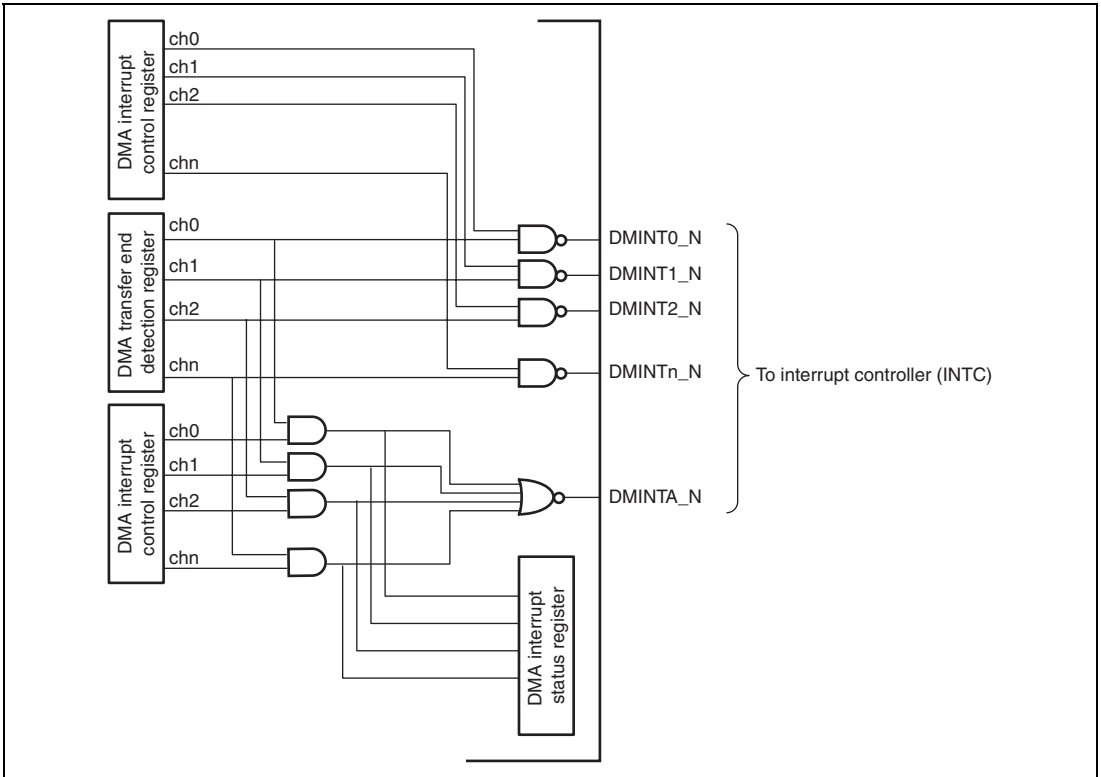 DMA interrupt
control register
ch0
ch1
ch2
chn
DMA transfer end
detection register
ch0
ch1
ch2
chn
DMA interrupt
control register
ch0
ch1
ch2
chn
DMINT0_N
DMINT1_N
DMINT2_N
DMINTn_N
DMINTA_N
To interrupt controller (INTC)
DMA interrupt
status register